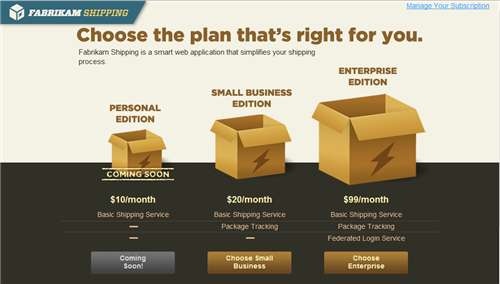 FABRIKAM SHIPPING
Manage Your Subscription
Choose the plan that's right for you.
Fabrikam Shipping is a smart web application that simplifies your shipping
process.
PERSONAL
EDITION
COMING SOON
$10/month
Basic Shipping Service
—
—
Coming
Soon!
SMALL BUSINESS
EDITION
$20/month
Basic Shipping Service
Package Tracking
—
Choose Small
Business
ENTERPRISE
EDITION
$99/month
Basic Shipping Service
Package Tracking
Federated Login Service
Choose
Enterprise